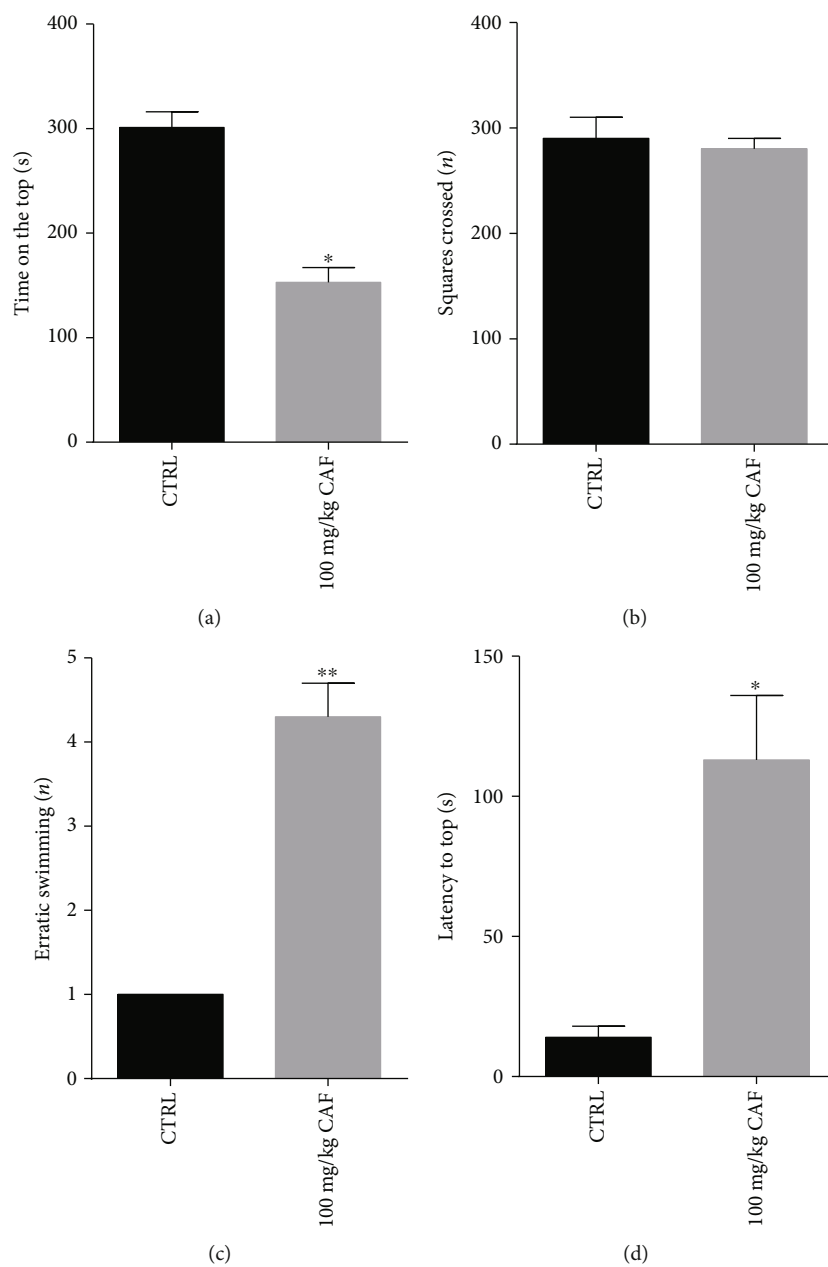 400
300
200
100
0
Time on the top (s)
*
CTRL
100 mg/kg CAF
(a)
400
300
200
100
0
Squares crossed (n)
CTRL
100 mg/kg CAF
(b)
5
4
3
2
1
0
Erratic swimming (n)
**
CTRL
100 mg/kg CAF
(c)
150
100
50
0
Latency to top (s)
*
CTRL
100 mg/kg CAF
(d)